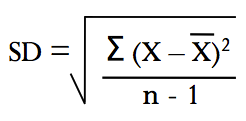 SD = √ Σ (X – X̅)²
n - 1